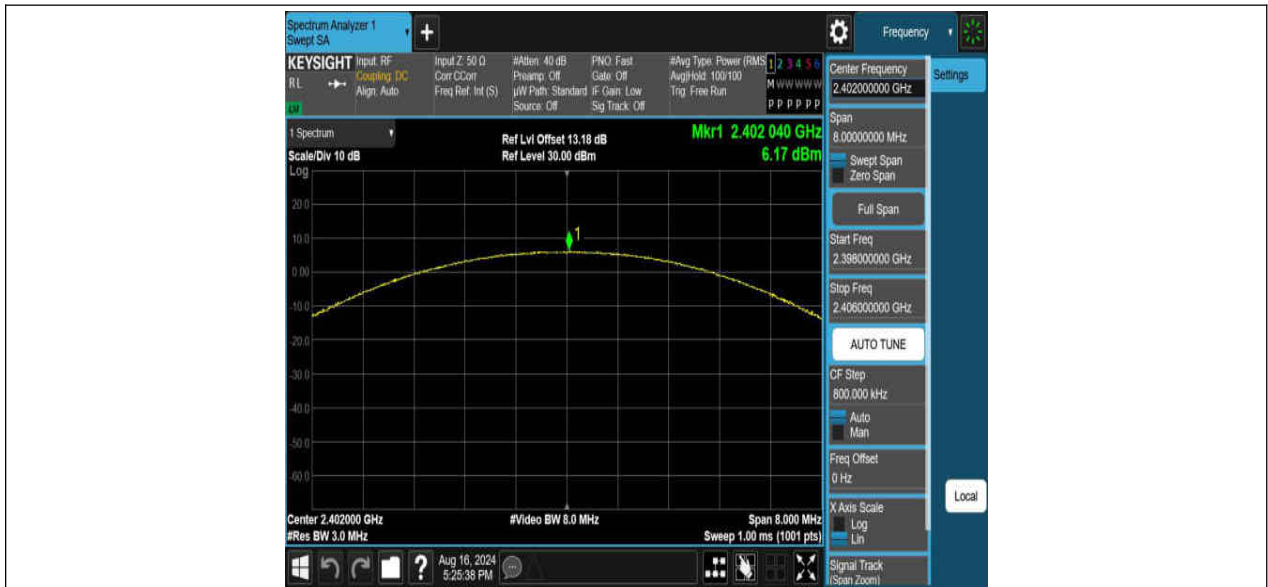 Spectrum Analyzer 1
Swept SA
+
Frequency
KEYSIGHT
RL
Input: RF
Coupling: DC
Align: Auto
Input Z: 50 Ω
Corr CCorr
Freq Ref: Int (S)
#Atten: 40 dB
Preamp: Off
µW Path: Standard
Source: Off
PNO: Fast
Gate: Off
IF Gain: Low
Sig Track: Off
#Avg Type: Power (RMS
Avg|Hold: 100/100
Trig: Free Run
1 2 3 4 5 6
M W W W W W
P P P P P P
1 Spectrum
Scale/Div 10 dB
Ref Lvl Offset 13.18 dB
Ref Level 30.00 dBm
Mkr1 2.402 040 GHz
6.17 dBm
Log
20.0
10.0
0.00
-10.0
-20.0
-30.0
-40.0
-50.0
-60.0
1
Center 2.402000 GHz
#Res BW 3.0 MHz
#Video BW 8.0 MHz
Span 8.000 MHz
Sweep 1.00 ms (1001 pts)
Center Frequency
2.402000000 GHz
Settings
Span
8.00000000 MHz
Swept Span
Zero Span
Full Span
Start Freq
2.398000000 GHz
Stop Freq
2.406000000 GHz
AUTO TUNE
CF Step
800.000 kHz
Auto
Man
Freq Offset
0 Hz
X Axis Scale
Log
Lin
Local
Signal Track
(Span Zoom)
?
Aug 16, 2024
5:25:38 PM